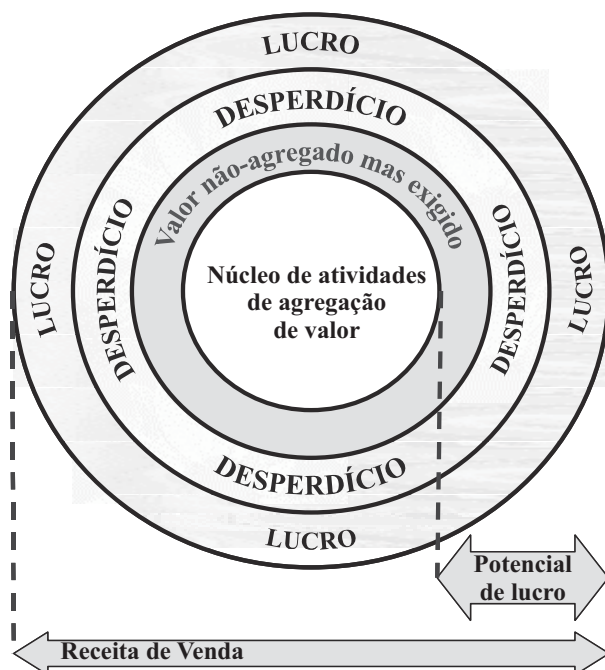 LUCRO
DESPERDÍCIO
Valor não-agregado mas exigido
LUCRO
DESPERDÍCIO
Núcleo de atividades
de agregação
de valor
DESPERDÍCIO
LUCRO
DESPERDÍCIO
LUCRO
Potencial
de lucro
Receita de Venda